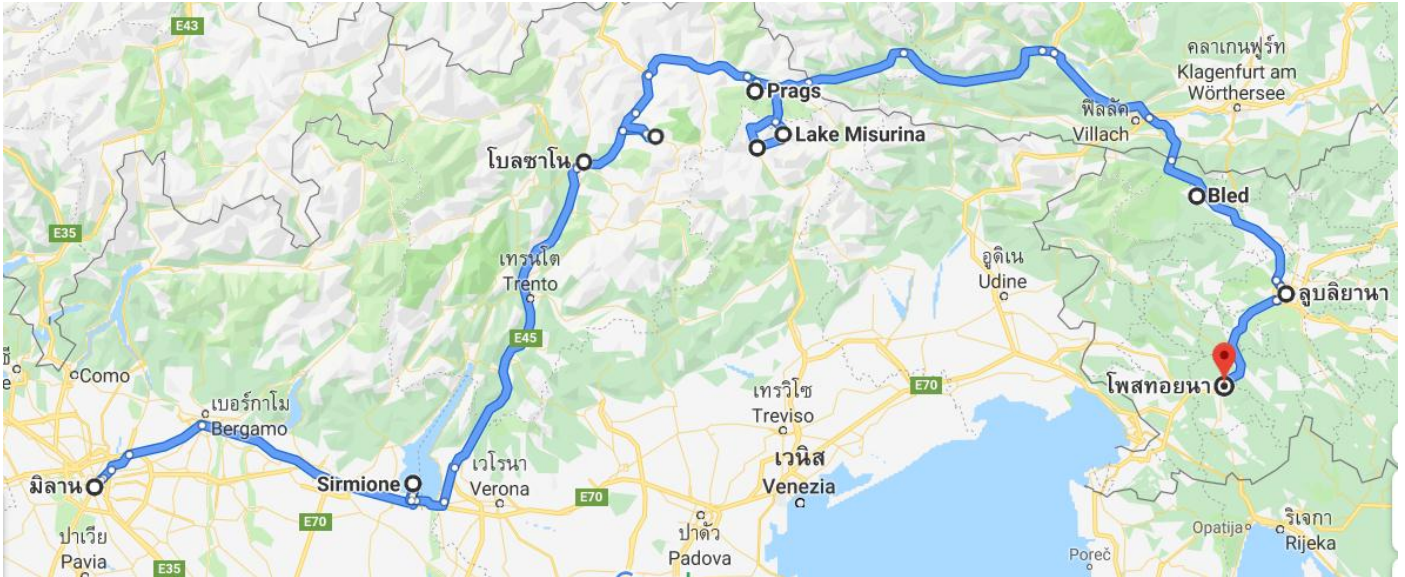 E43
E35
คลาเกนฟูร์ท
Klagenfurt am
Wörthersee
Prags
ฟิลลัค
Villach
Lake Misurina
โบลซาโน
Bled
เทรนโต
Trento
อูดิเน
Udine
ลูบลิยานา
E45
Como
เบอร์กาโม
Bergamo
เทรวิโซ
Treviso
E70
โพสทอยนา
มิลาน
Sirmione
เวโรนา
Verona
E70
เวนิส
Venezia
E70
ปาเวีย
Pavia
E35
ปาดัว
Padova
Opatija
ริเจกา
Rijeka
Poreč